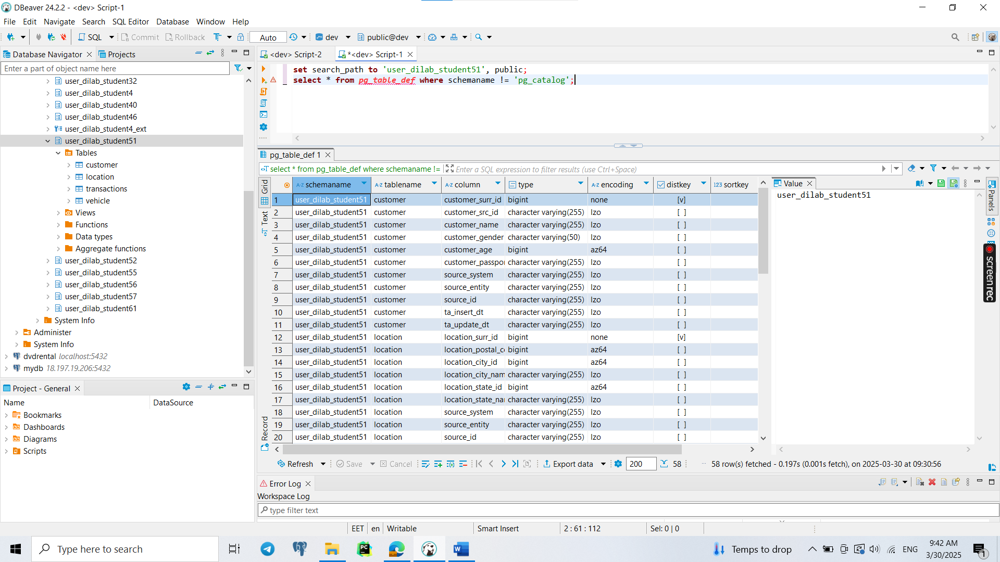 DBeaver 24.2.2 - <dev> Script-1
File Edit Navigate Search SQL Editor Database Window Help
SQL Commit Rollback Auto dev public@dev
Database Navigator Projects
Enter a part of object name here
user_dilab_student32
user_dilab_student4
user_dilab_student40
user_dilab_student46
user_dilab_student4_ext
user_dilab_student51
Tables
customer
location
transactions
vehicle
Views
Functions
Data types
Aggregate functions
user_dilab_student52
user_dilab_student55
user_dilab_student56
user_dilab_student57
user_dilab_student61
System Info
Administer
System Info
dvdrental localhost:5432
mydb 18.197.19.206:5432
Project - General
Name DataSource
Bookmarks
Dashboards
Diagrams
Scripts
<dev> Script-2 *<dev> Script-1
set search_path to 'user_dilab_student51', public;
select * from pg_table_def where schemaname != 'pg_catalog';
pg_table_def 1
select * from pg_table_def where schemaname != Enter a SQL expression to filter results (use Ctrl+Space)
Grid
Text
Record
A-Z schemaname A-Z tablename A-Z column type A-Z encoding distkey 123 sortkey
1 user_dilab_student51 customer customer_surr_id bigint none [v]
2 user_dilab_student51 customer customer_src_id character varying(255) lzo [ ]
3 user_dilab_student51 customer customer_name character varying(255) lzo [ ]
4 user_dilab_student51 customer customer_gender character varying(50) lzo [ ]
5 user_dilab_student51 customer customer_age bigint az64 [ ]
6 user_dilab_student51 customer customer_passpo character varying(255) lzo [ ]
7 user_dilab_student51 customer source_system character varying(255) lzo [ ]
8 user_dilab_student51 customer source_entity character varying(255) lzo [ ]
9 user_dilab_student51 customer source_id character varying(255) lzo [ ]
10 user_dilab_student51 customer ta_insert_dt character varying(255) lzo [ ]
11 user_dilab_student51 customer ta_update_dt character varying(255) lzo [ ]
12 user_dilab_student51 location location_surr_id bigint none [v]
13 user_dilab_student51 location location_postal_c bigint az64 [ ]
14 user_dilab_student51 location location_city_id bigint az64 [ ]
15 user_dilab_student51 location location_city_nam character varying(255) lzo [ ]
16 user_dilab_student51 location location_state_id bigint az64 [ ]
17 user_dilab_student51 location location_state_na character varying(255) lzo [ ]
18 user_dilab_student51 location source_system character varying(255) lzo [ ]
19 user_dilab_student51 location source_entity character varying(255) lzo [ ]
20 user_dilab_student51 location source_id character varying(255) lzo [ ]
Value
user_dilab_student51
Panels
screenrec
Refresh Save Cancel Export data 200 58 58 row(s) fetched - 0.197s (0.001s fetch), on 2025-03-30 at 09:30:56
Error Log
Workspace Log
type filter text
EET en Writable Smart Insert 2 : 61 : 112 Sel: 0 | 0
Type here to search
PC
W
Temps to drop
ENG
9:42 AM
3/30/2025
1